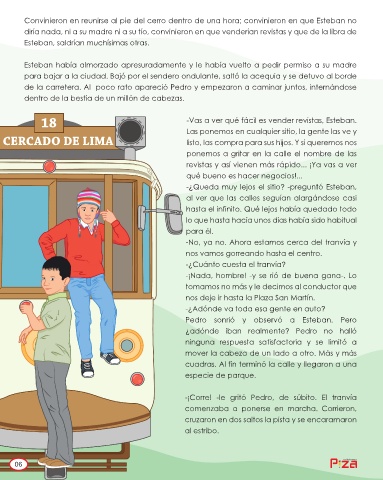 Convinieron en reunirse al pie del cerro dentro de una hora; convinieron en que Esteban no
diría nada, ni a su madre ni a su tío, convinieron en que venderían revistas y que de la libra de
Esteban, saldrían muchísimas otras.
Esteban había almorzado apresuradamente y le había vuelto a pedir permiso a su madre
para bajar a la ciudad. Bajó por el sendero ondulante, saltó la acequia y se detuvo al borde
de la carretera. Al poco rato apareció Pedro y empezaron a caminar juntos, internándose
dentro de la bestia de un millón de cabezas.
18
CERCADO DE LIMA
-Vas a ver qué fácil es vender revistas, Esteban.
Las ponemos en cualquier sitio, la gente las ve y
listo, las compra para sus hijos. Y si queremos nos
ponemos a gritar en la calle el nombre de las
revistas y así vienen más rápido... ¡Ya vas a ver
qué bueno es hacer negocios!...
-¿Queda muy lejos el sitio? -preguntó Esteban,
al ver que las calles seguían alargándose casi
hasta el infinito. Qué lejos había quedado todo
lo que hasta hacía unos días había sido habitual
para él.
-No, ya no. Ahora estamos cerca del tranvía y
nos vamos gorreando hasta el centro.
-¿Cuánto cuesta el tranvía?
-¡Nada, hombre! -y se rió de buena gana-. Lo
tomamos no más y le decimos al conductor que
nos deje ir hasta la Plaza San Martín.
-¿Adónde va toda esa gente en auto?
Pedro sonrió y observó a Esteban. Pero
¿adónde iban realmente? Pedro no halló
ninguna respuesta satisfactoria y se limitó a
mover la cabeza de un lado a otro. Más y más
cuadras. Al fin terminó la calle y llegaron a una
especie de parque.
-¡Corre! -le gritó Pedro, de súbito. El tranvía
comenzaba a ponerse en marcha. Corrieron,
cruzaron en dos saltos la pista y se encaramaron
al estribo.
06